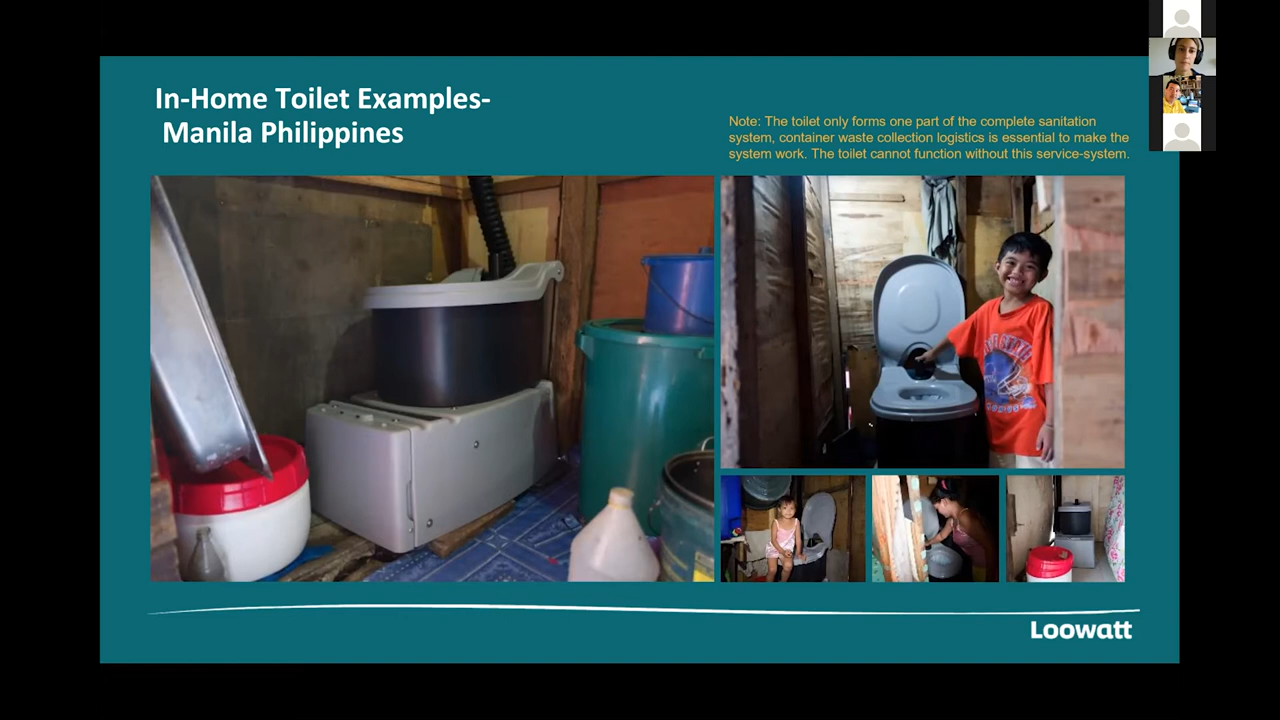 In-Home Toilet Examples-
Manila Philippines
Note: The toilet only forms one part of the complete sanitation
system, container waste collection logistics is essential to make the
system work. The toilet cannot function without this service-system.
Loowatt